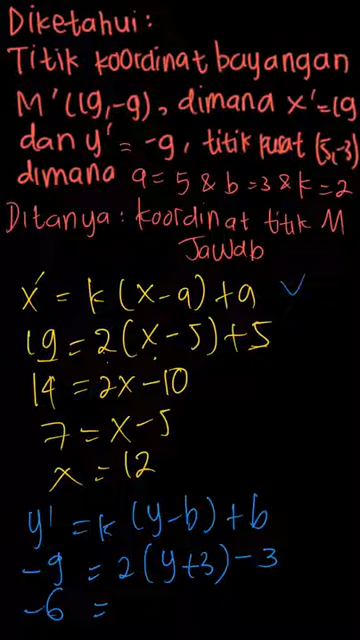 Diketahui:
Titik koordinat bayangan
M'(19,-9), dimana x'=19
dan y' = -9, titik pusat (5,-3)
dimana a=5 & b=3 & k=2
Ditanya: koordinat titik M
Jawab
x' = k (x-a) + a
19 = 2(x-5)+5
14 = 2x-10
7 = x-5
x = 12
y' = k (y-b) + b
-9 = 2(y+3) -3
-6 =